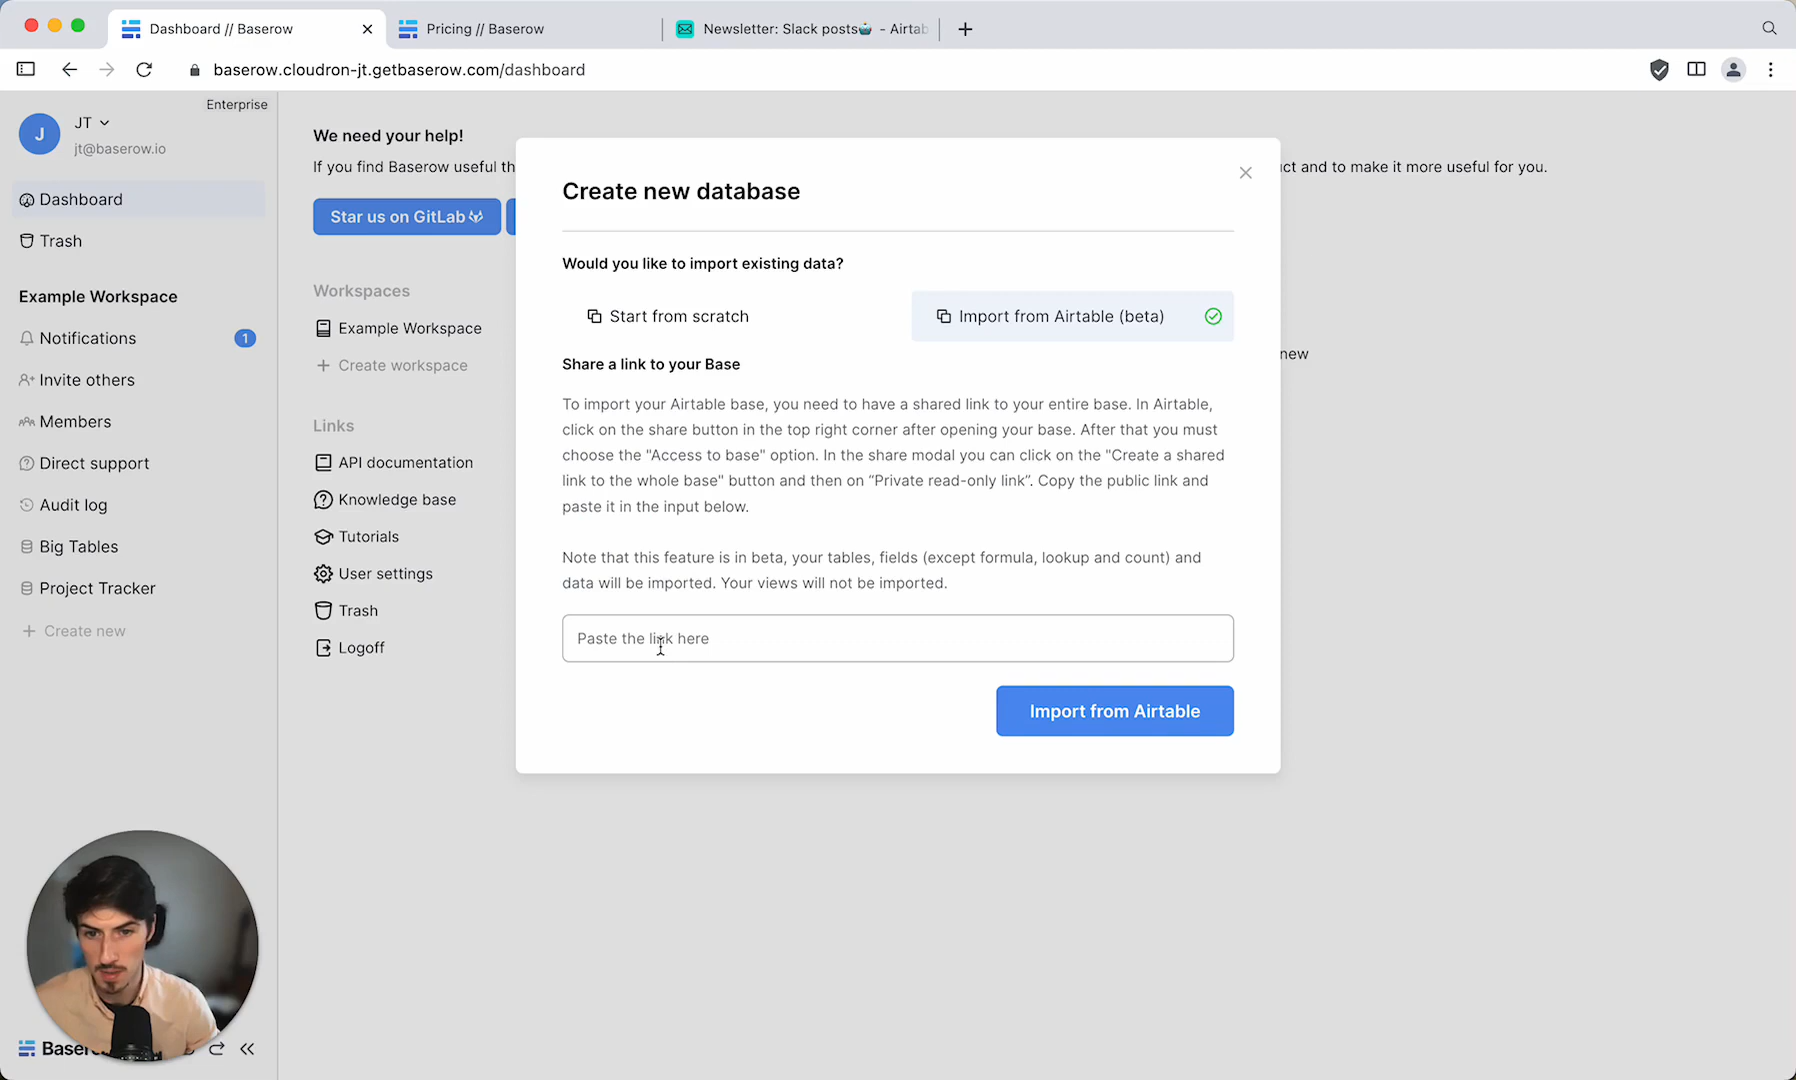 Dashboard // Baserow
Pricing // Baserow
Newsletter: Slack posts - Airtab
baserow.cloudron-jt.getbaserow.com/dashboard
Enterprise
J
JT
jt@baserow.io
Dashboard
Trash
Example Workspace
Notifications
1
Invite others
Members
Direct support
Audit log
Big Tables
Project Tracker
+ Create new
We need your help!
If you find Baserow useful th
ct and to make it more useful for you.
Star us on GitLab
Workspaces
Example Workspace
+ Create workspace
new
Links
API documentation
Knowledge base
Tutorials
User settings
Trash
Logoff
Create new database
Would you like to import existing data?
Start from scratch
Import from Airtable (beta)
Share a link to your Base
To import your Airtable base, you need to have a shared link to your entire base. In Airtable,
click on the share button in the top right corner after opening your base. After that you must
choose the "Access to base" option. In the share modal you can click on the "Create a shared
link to the whole base" button and then on “Private read-only link”. Copy the public link and
paste it in the input below.
Note that this feature is in beta, your tables, fields (except formula, lookup and count) and
data will be imported. Your views will not be imported.
Paste the link here
Import from Airtable
Baser